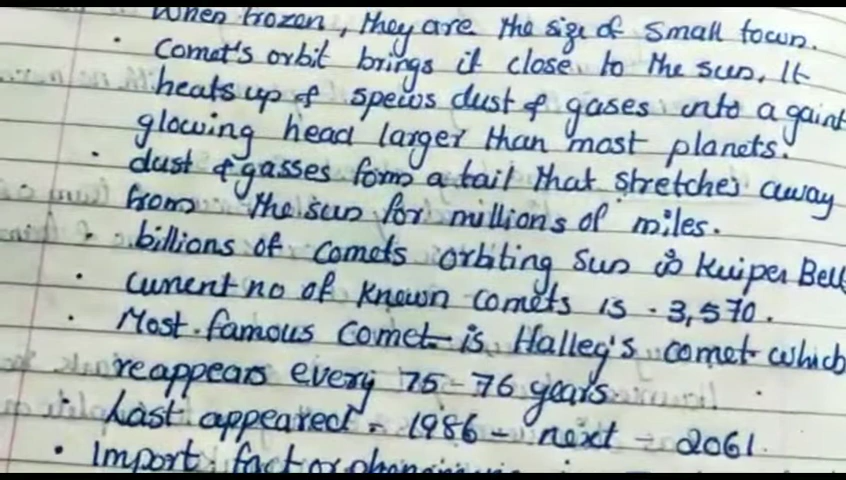 When frozen, they are the size of small town.
• Comet's orbit brings it close to the sun. It
heats up & spews dust & gases into a gaint
glowing head larger than most planets.
• dust & gasses form a tail that stretches away
from the sun for millions of miles.
• billions of comets orbiting Sun in Kuiper Belt
• current no of known comets is - 3,570.
• Most famous comet is Halley's comet which
reappears every 75-76 years
• Last appeared - 1986 - next - 2061.
• Import. fact or